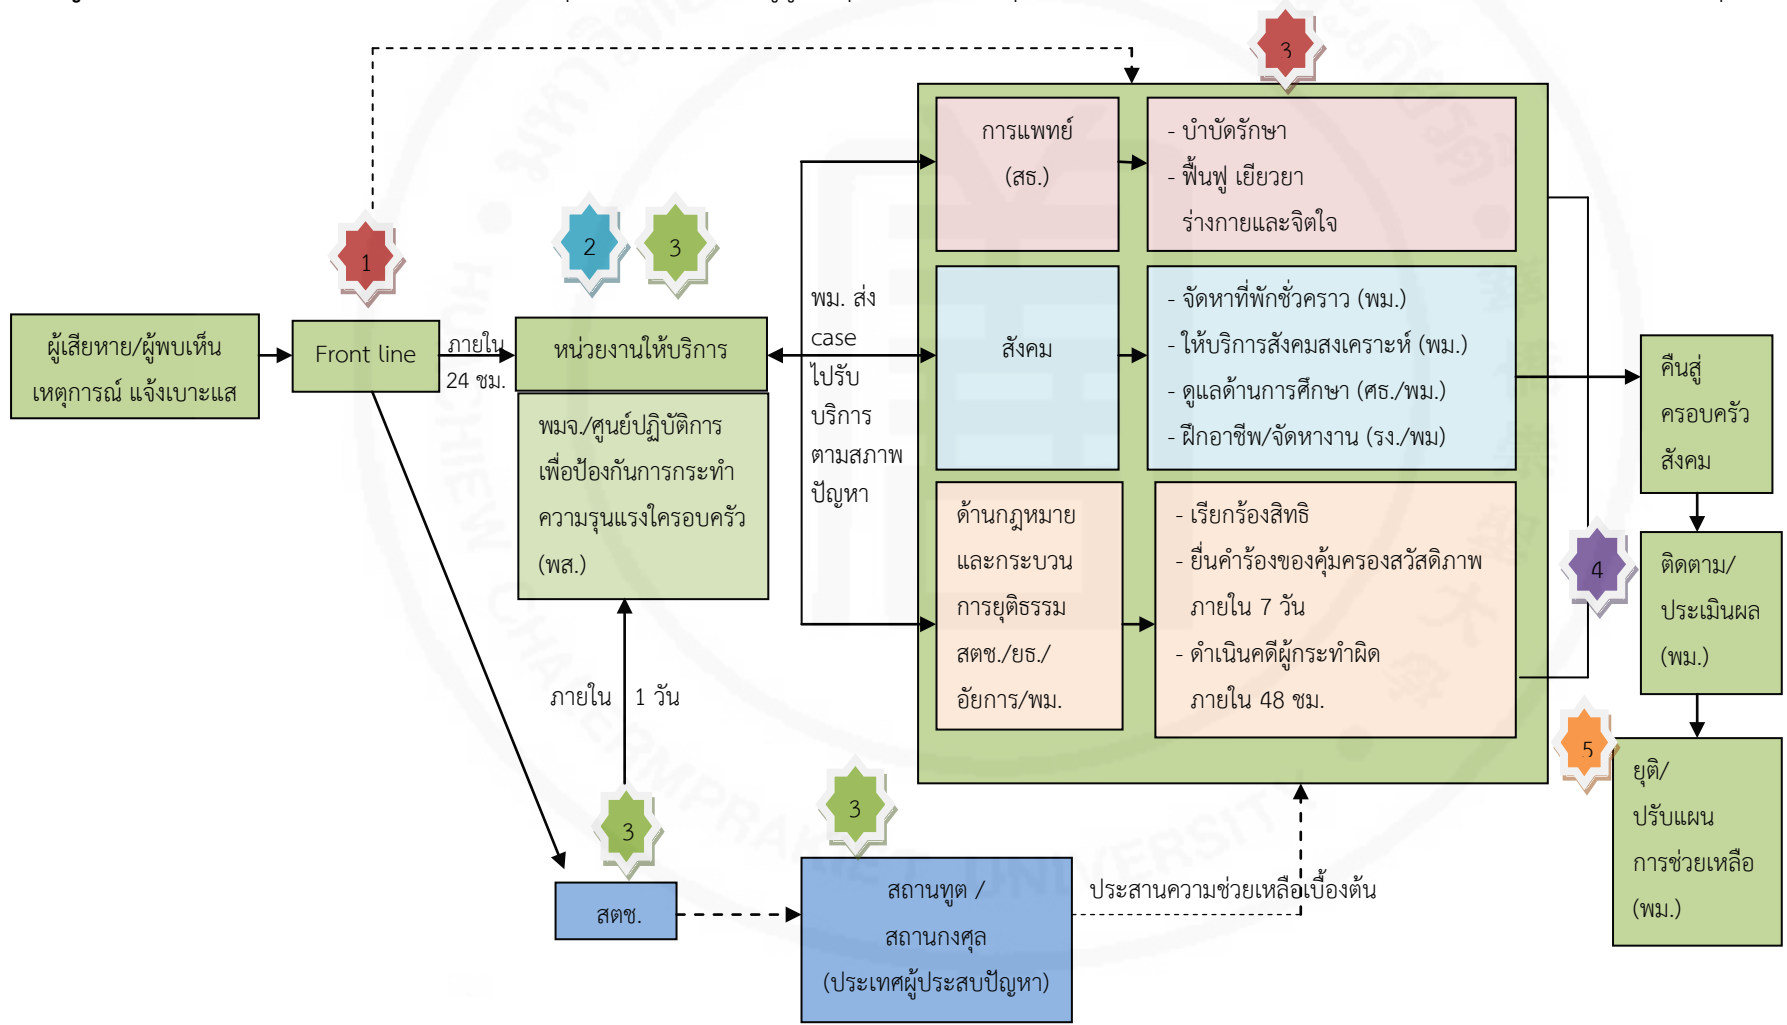 3
1
2
3
ผู้เสียหาย/ผู้พบเห็น
เหตุการณ์ แจ้งเบาะแส
Front line
ภายใน
24 ชม.
หน่วยงานให้บริการ
พมจ./ศูนย์ปฏิบัติการ
เพื่อป้องกันการกระทำ
ความรุนแรงใครอบครัว
(พส.)
พม. ส่ง
case
ไปรับ
บริการ
ตามสภาพ
ปัญหา
การแพทย์
(สธ.)
- บำบัดรักษา
- ฟื้นฟู เยียวยา
ร่างกายและจิตใจ
สังคม
- จัดหาที่พักชั่วคราว (พม.)
- ให้บริการสังคมสงเคราะห์ (พม.)
- ดูแลด้านการศึกษา (ศธ./พม.)
- ฝึกอาชีพ/จัดหางาน (รง./พม)
ด้านกฎหมาย
และกระบวน
การยุติธรรม
สตช./ยธ./
อัยการ/พม.
- เรียกร้องสิทธิ
- ยื่นคำร้องของคุ้มครองสวัสดิภาพ
ภายใน 7 วัน
- ดำเนินคดีผู้กระทำผิด
ภายใน 48 ชม.
คืนสู่
ครอบครัว
สังคม
4
ติดตาม/
ประเมินผล
(พม.)
5
ยุติ/
ปรับแผน
การช่วยเหลือ
(พม.)
ภายใน 1 วัน
3
3
สตช.
สถานทูต /
สถานกงศุล
(ประเทศผู้ประสบปัญหา)
ประสานความช่วยเหลือเบื้องต้น